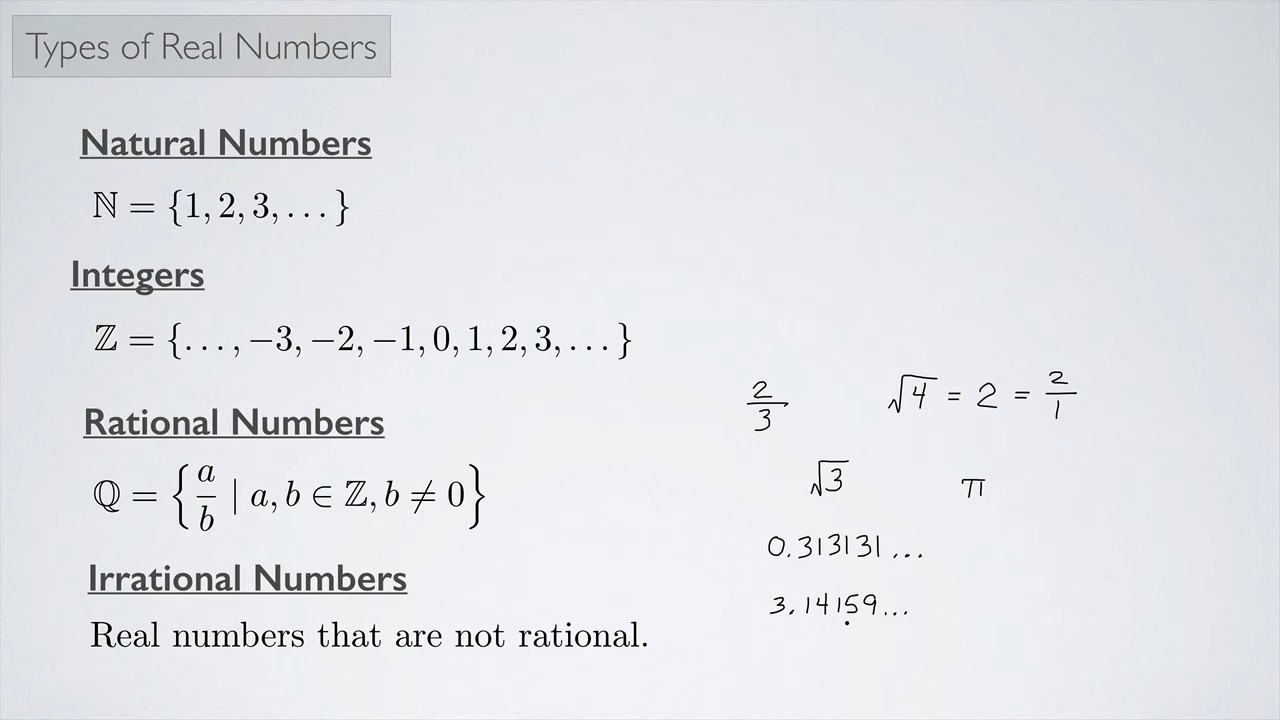 Types of Real Numbers
Natural Numbers
ℕ = {1, 2, 3, . . . }
Integers
ℤ = {. . . , −3, −2, −1, 0, 1, 2, 3, . . . }
Rational Numbers
ℚ = { a/b | a, b ∈ ℤ, b ≠ 0 }
Irrational Numbers
Real numbers that are not rational.
2/3
√4 = 2 = 2/1
√3
π
0.313131...
3.14159...